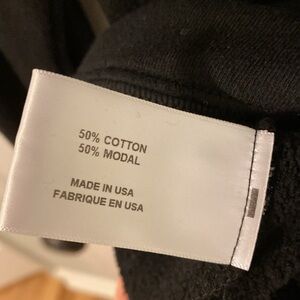 50% COTTON
50% MODAL
MADE IN USA
FABRIQUE EN USA